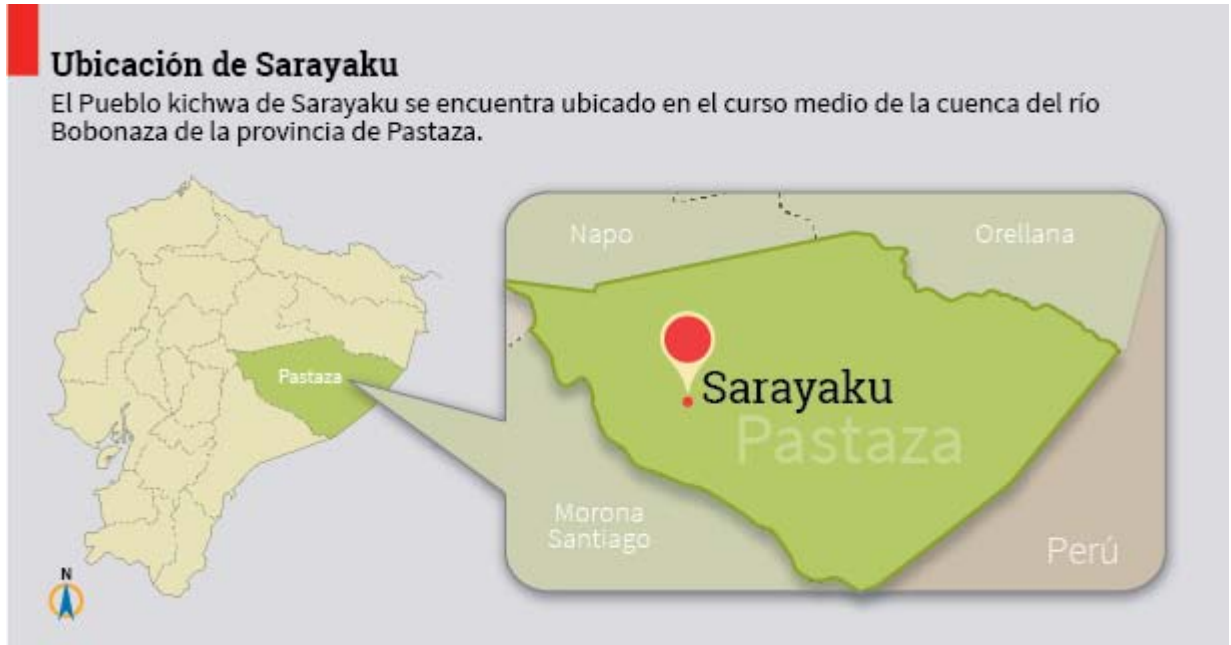 Ubicación de Sarayaku
El Pueblo kichwa de Sarayaku se encuentra ubicado en el curso medio de la cuenca del río
Bobonaza de la provincia de Pastaza.
Napo
Orellana
Pastaza
Sarayaku
Pastaza
Morona
Santiago
Perú
N